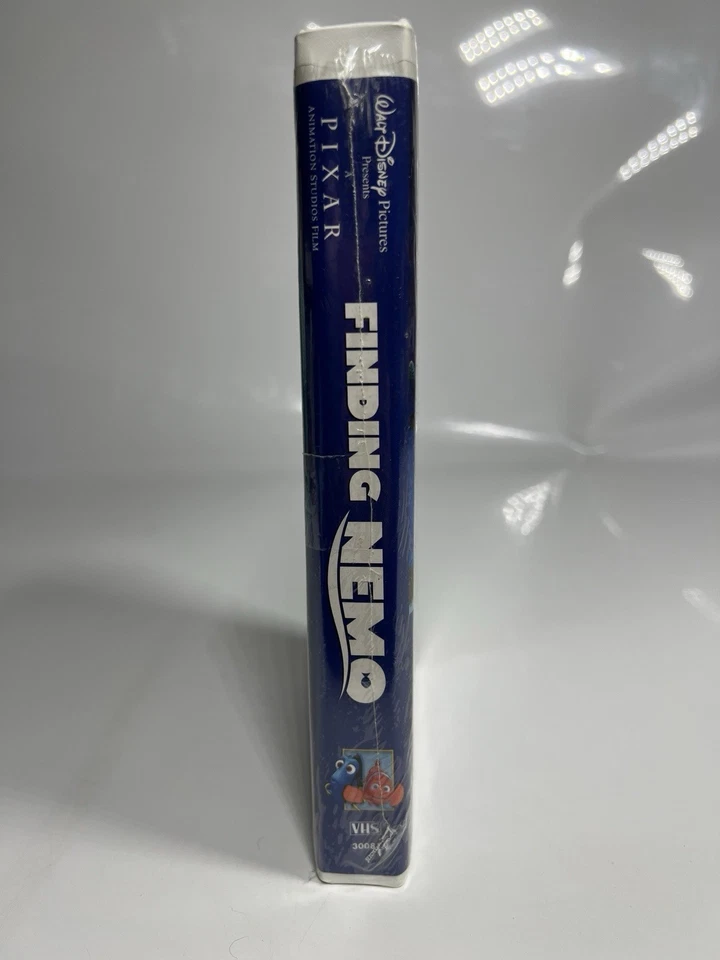 Walt Disney Pictures
Presents
A
PIXAR
ANIMATION STUDIOS FILM
FINDING NEMO
VHS